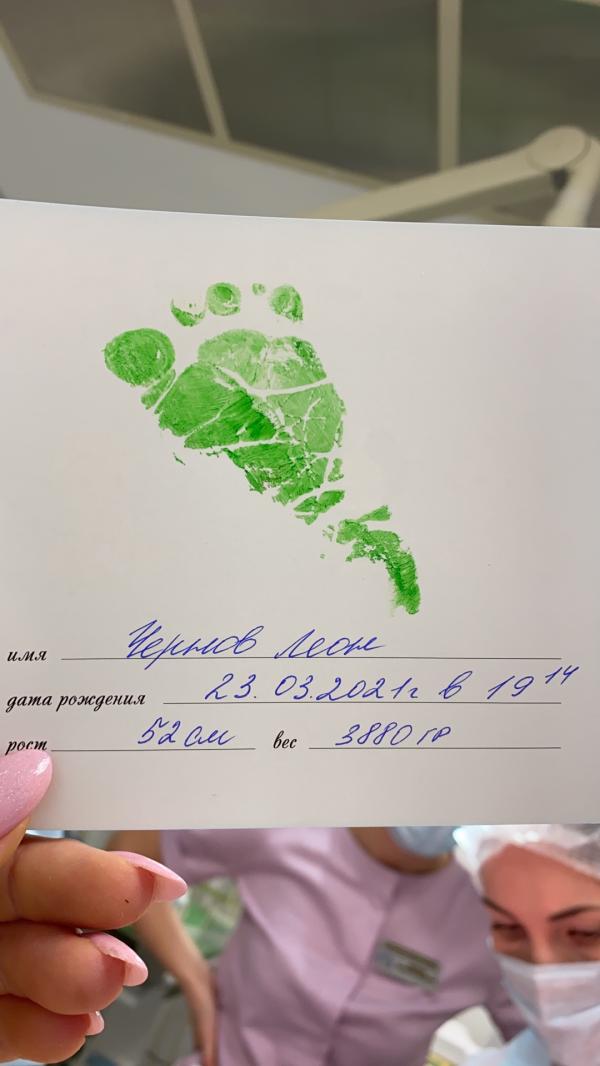 имя Чернов Леон
дата рождения 23.03.2021г в 19 14
рост 52 см вес 3880 гр